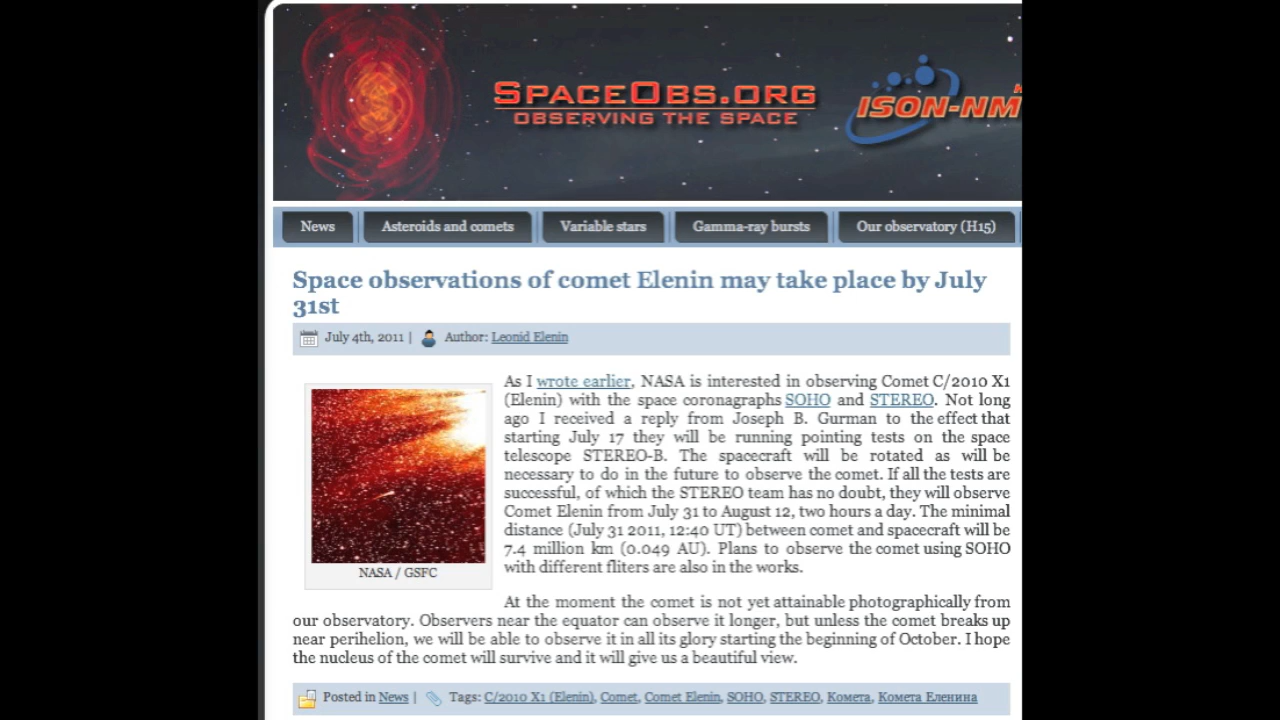 SPACEOBS.ORG
OBSERVING THE SPACE
ISON-NM
News
Asteroids and comets
Variable stars
Gamma-ray bursts
Our observatory (H15)
Space observations of comet Elenin may take place by July
31st
July 4th, 2011 | Author: Leonid Elenin
NASA / GSFC
As I wrote earlier, NASA is interested in observing Comet C/2010 X1
(Elenin) with the space coronagraphs SOHO and STEREO. Not long
ago I received a reply from Joseph B. Gurman to the effect that
starting July 17 they will be running pointing tests on the space
telescope STEREO-B. The spacecraft will be rotated as will be
necessary to do in the future to observe the comet. If all the tests are
successful, of which the STEREO team has no doubt, they will observe
Comet Elenin from July 31 to August 12, two hours a day. The minimal
distance (July 31 2011, 12:40 UT) between comet and spacecraft will be
7.4 million km (0.049 AU). Plans to observe the comet using SOHO
with different fliters are also in the works.
At the moment the comet is not yet attainable photographically from
our observatory. Observers near the equator can observe it longer, but unless the comet breaks up
near perihelion, we will be able to observe it in all its glory starting the beginning of October. I hope
the nucleus of the comet will survive and it will give us a beautiful view.
Posted in News | Tags: C/2010 X1 (Elenin), Comet, Comet Elenin, SOHO, STEREO, Комета, Комета Еленина